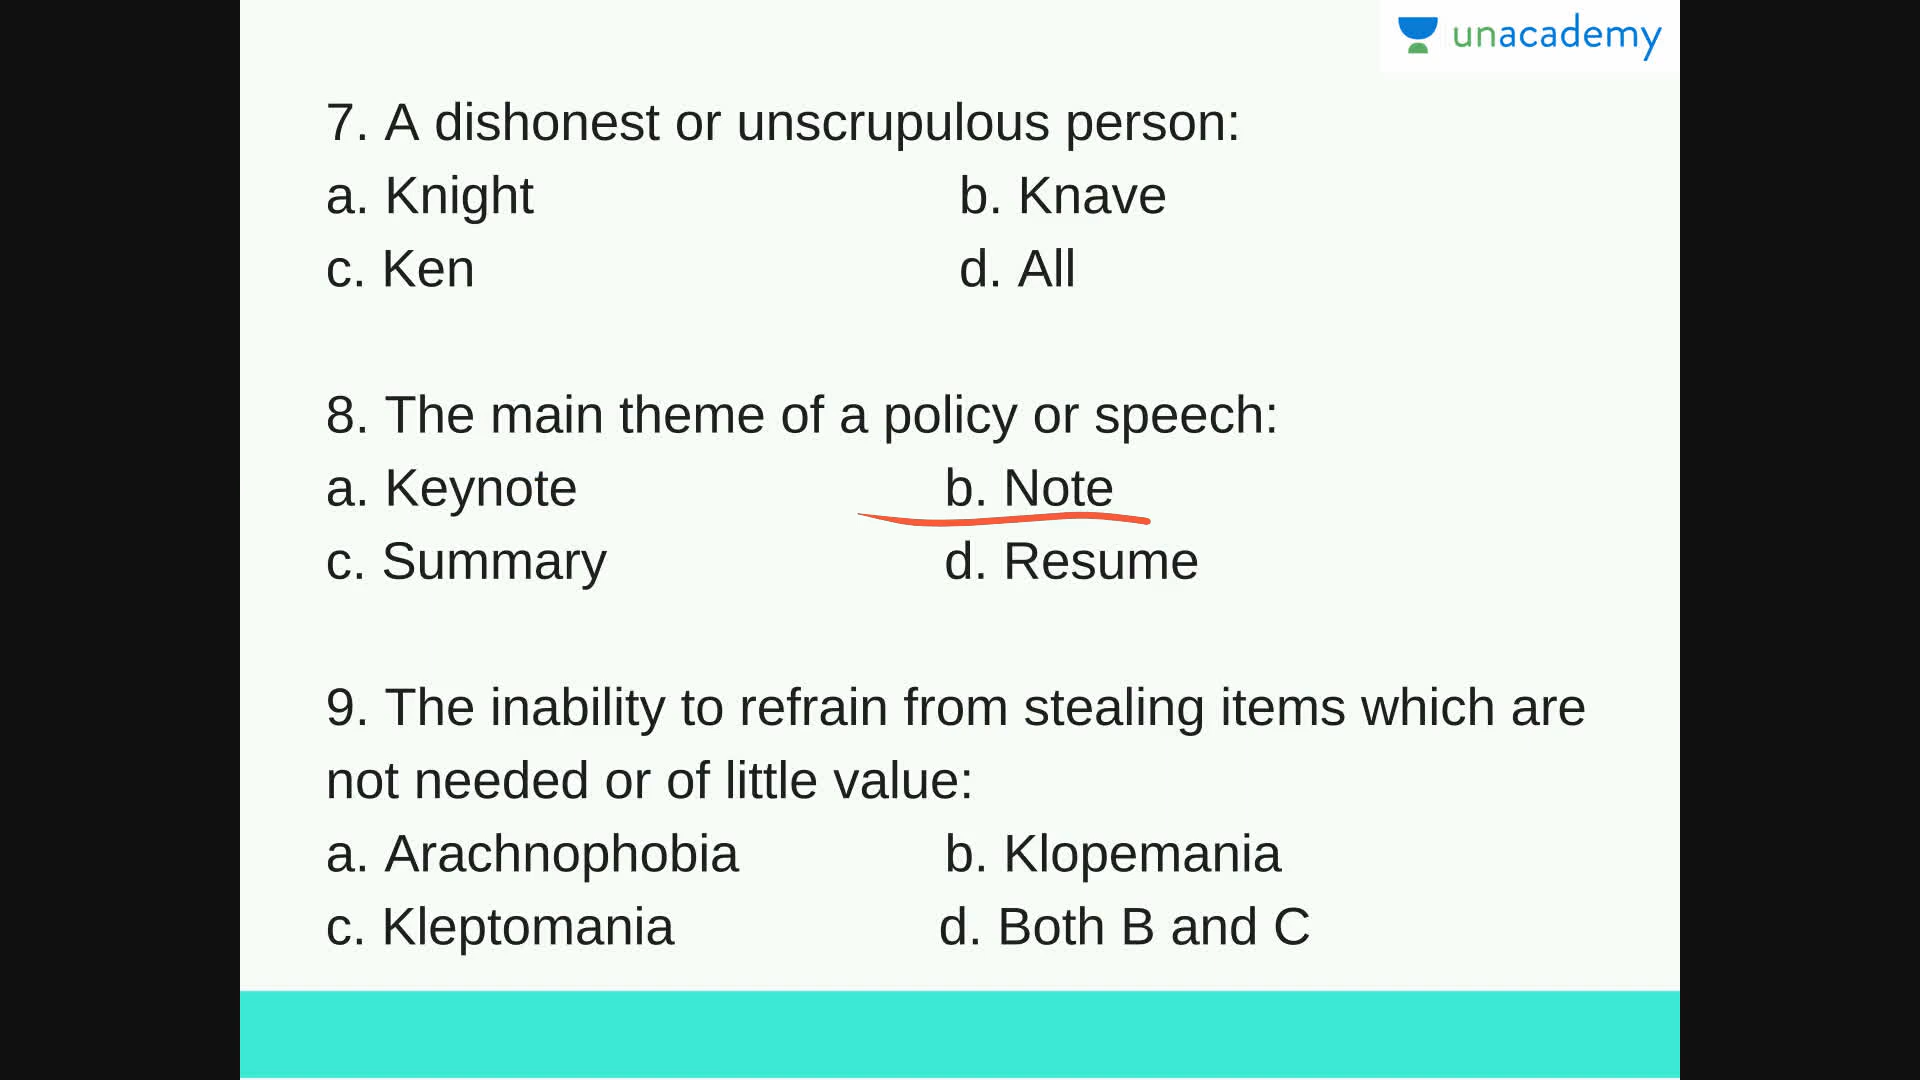 unacademy
7. A dishonest or unscrupulous person:
a. Knight b. Knave
c. Ken d. All
8. The main theme of a policy or speech:
a. Keynote b. Note
c. Summary d. Resume
9. The inability to refrain from stealing items which are
not needed or of little value:
a. Arachnophobia b. Klopemania
c. Kleptomania d. Both B and C